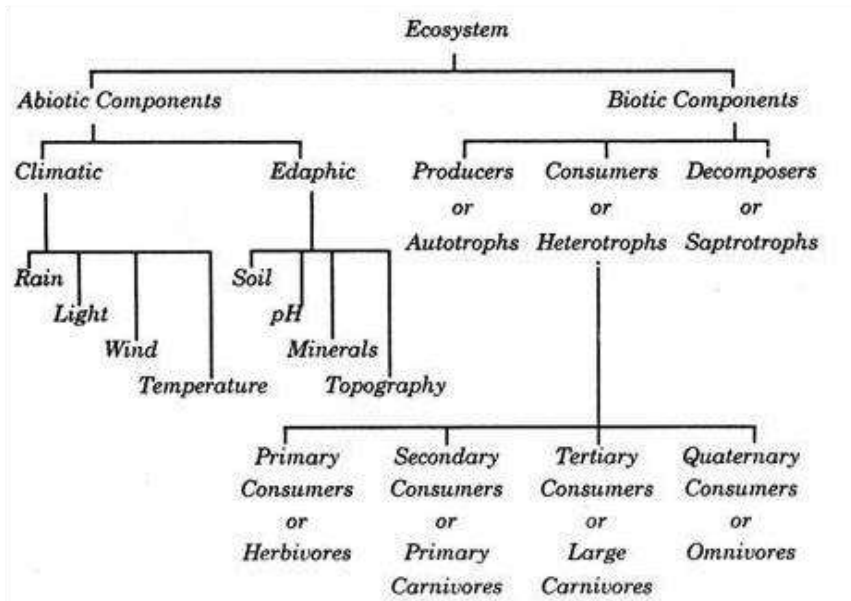 Ecosystem
Abiotic Components
Biotic Components
Climatic
Edaphic
Producers
or
Autotrophs
Consumers
or
Heterotrophs
Decomposers
or
Saptrotrophs
Rain
Light
Wind
Temperature
Soil
pH
Minerals
Topography
Primary
Consumers
or
Herbivores
Secondary
Consumers
or
Primary
Carnivores
Tertiary
Consumers
or
Large
Carnivores
Quaternary
Consumers
or
Omnivores